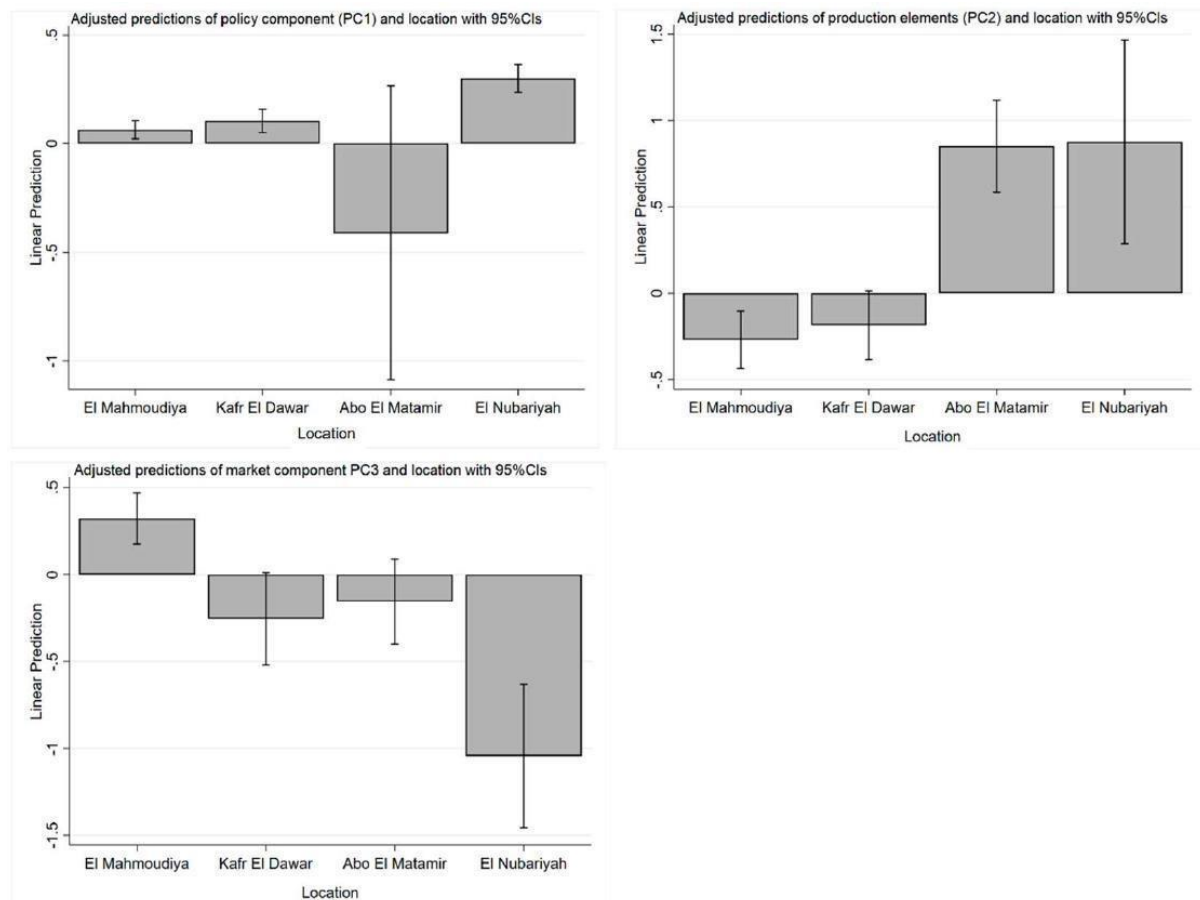 Adjusted predictions of policy component (PC1) and location with 95%CIs
.5
0
-.5
-1
Linear Prediction
El Mahmoudiya Kafr El Dawar Abo El Matamir El Nubariyah
Location
Adjusted predictions of production elements (PC2) and location with 95%CIs
1.5
1
.5
0
-.5
Linear Prediction
El Mahmoudiya Kafr El Dawar Abo El Matamir El Nubariyah
Location
Adjusted predictions of market component PC3 and location with 95%CIs
.5
0
-.5
-1
-1.5
Linear Prediction
El Mahmoudiya Kafr El Dawar Abo El Matamir El Nubariyah
Location